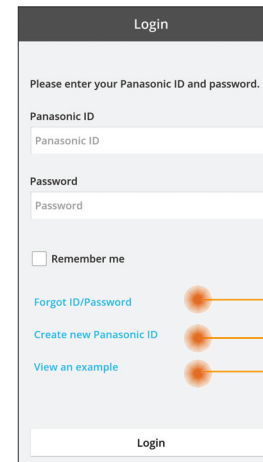 Login
Please enter your Panasonic ID and password.
Panasonic ID
Panasonic ID
Password
Password
Remember me
Forgot ID/Password
Create new Panasonic ID
View an example
Login